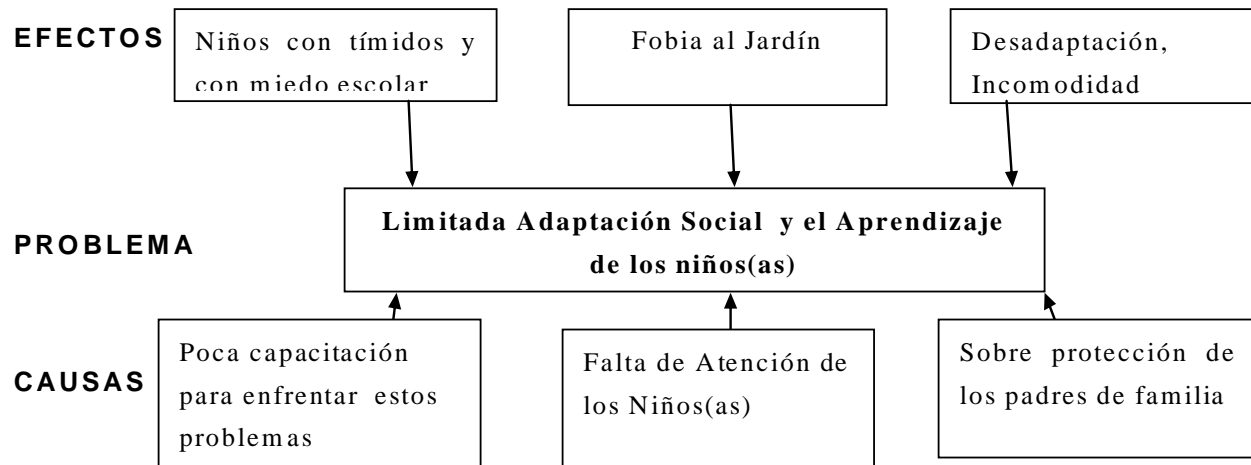 EFECTOS
Niños con tímidos y
con miedo escolar
Fobia al Jardín
Desadaptación,
Incomodidad
PROBLEMA
Limitada Adaptación Social y el Aprendizaje
de los niños(as)
CAUSAS
Poca capacitación
para enfrentar estos
problemas
Falta de Atención de
los Niños(as)
Sobre protección de
los padres de familia